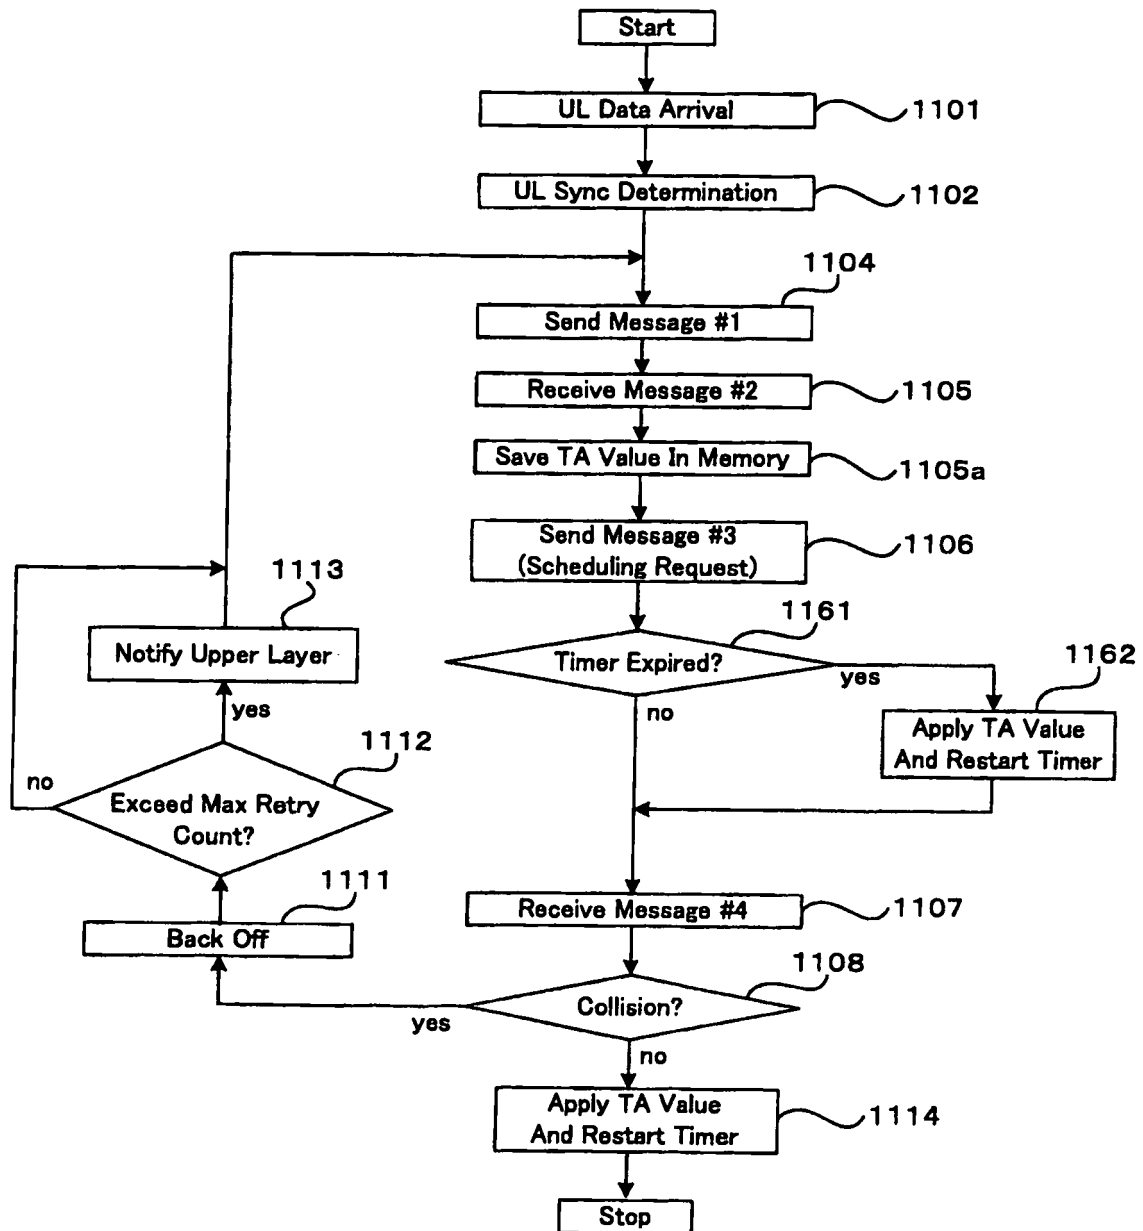 Start
UL Data Arrival
1101
UL Sync Determination
1102
1104
Send Message #1
Receive Message #2
1105
Save TA Value In Memory
1105a
Send Message #3
(Scheduling Request)
1106
1113
Notify Upper Layer
1161
Timer Expired?
yes
no
1162
Apply TA Value
And Restart Timer
yes
1112
no
Exceed Max Retry
Count?
1111
Back Off
Receive Message #4
1107
1108
Collision?
yes
no
Apply TA Value
And Restart Timer
1114
Stop